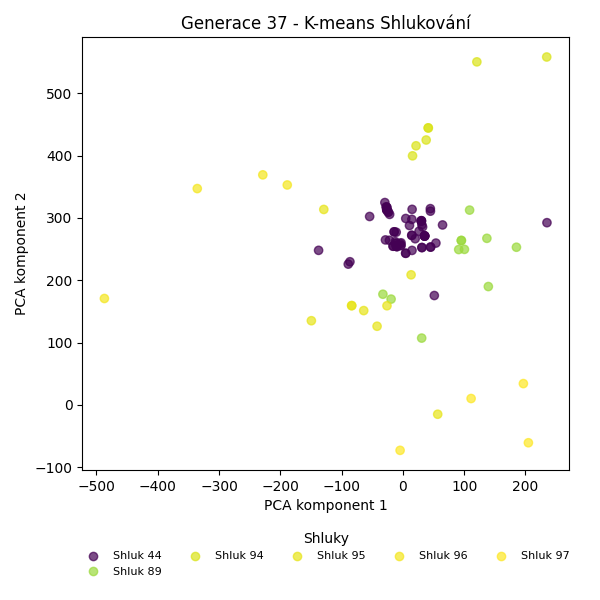 Generace 37 - K-means Shlukování
500
400
300
200
100
0
−100
PCA komponent 2
−500 −400 −300 −200 −100 0 100 200
PCA komponent 1
Shluky
Shluk 44 Shluk 94 Shluk 95 Shluk 96 Shluk 97
Shluk 89